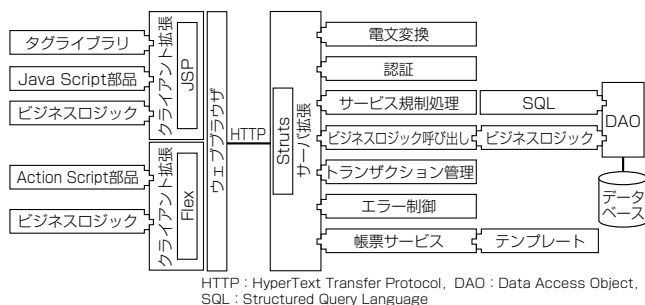 タグライブラリ
Java Script部品
ビジネスロジック
クライアント拡張
JSP
Action Script部品
ビジネスロジック
クライアント拡張
Flex
ウェブブラウザ
HTTP
Struts
サーバ拡張
電文変換
認証
サービス規制処理
SQL
ビジネスロジック呼び出し
ビジネスロジック
トランザクション管理
エラー制御
帳票サービス
テンプレート
DAO
データ
ベース
HTTP:HyperText Transfer Protocol, DAO:Data Access Object,
SQL:Structured Query Language